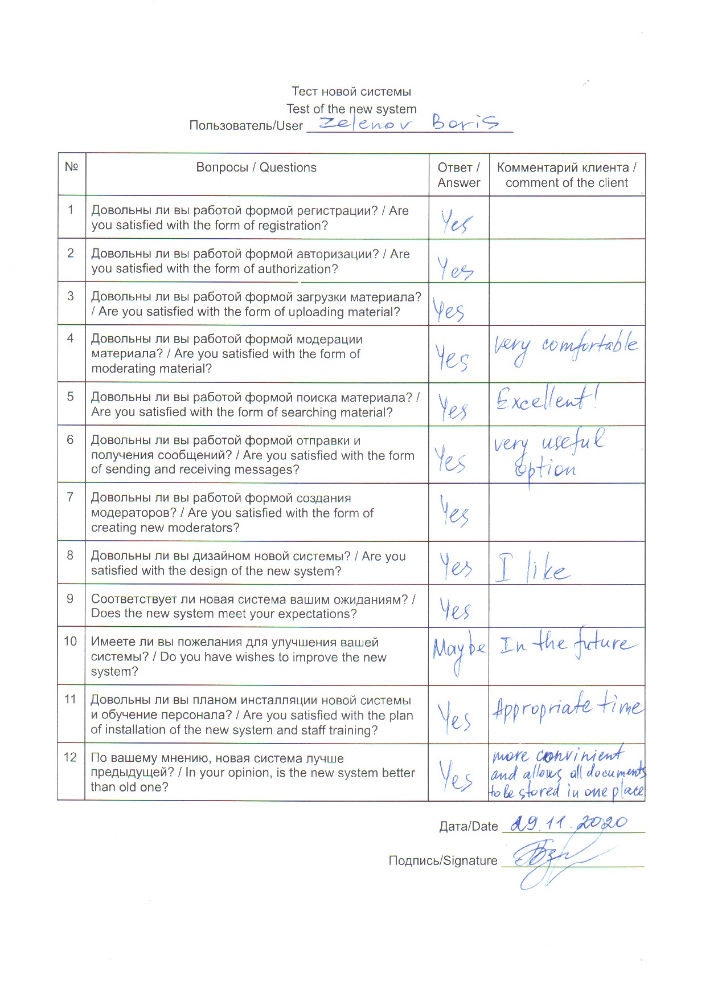 Тест новой системы
Test of the new system
Пользователь/User Zelenov Boris
№ Вопросы / Questions Ответ / Комментарий клиента /
Answer comment of the client
1 Довольны ли вы работой формой регистрации? / Are
you satisfied with the form of registration? Yes
2 Довольны ли вы работой формой авторизации? / Are
you satisfied with the form of authorization? Yes
3 Довольны ли вы работой формой загрузки материала?
/ Are you satisfied with the form of uploading material? Yes
4 Довольны ли вы работой формой модерации very comfortable
материала? / Are you satisfied with the form of Yes
moderating material?
5 Довольны ли вы работой формой поиска материала? / Excellent!
Are you satisfied with the form of searching material? Yes
6 Довольны ли вы работой формой отправки и very useful
получения сообщений? / Are you satisfied with the form Yes
of sending and receiving messages? option
7 Довольны ли вы работой формой создания
модераторов? / Are you satisfied with the form of Yes
creating new moderators?
8 Довольны ли вы дизайном новой системы? / Are you
satisfied with the design of the new system? Yes I like
9 Соответствует ли новая система вашим ожиданиям? /
Does the new system meet your expectations? Yes
10 Имеете ли вы пожелания для улучшения вашей Maybe In the future
системы? / Do you have wishes to improve the new
system?
11 Довольны ли вы планом инсталляции новой системы Appropriate time
и обучение персонала? / Are you satisfied with the plan Yes
of installation of the new system and staff training?
12 По вашему мнению, новая система лучше more convinient
предыдущей? / In your opinion, is the new system better Yes and allows all documents
than old one? to be stored in one place
Дата/Date 29.11.2020
Подпись/Signature